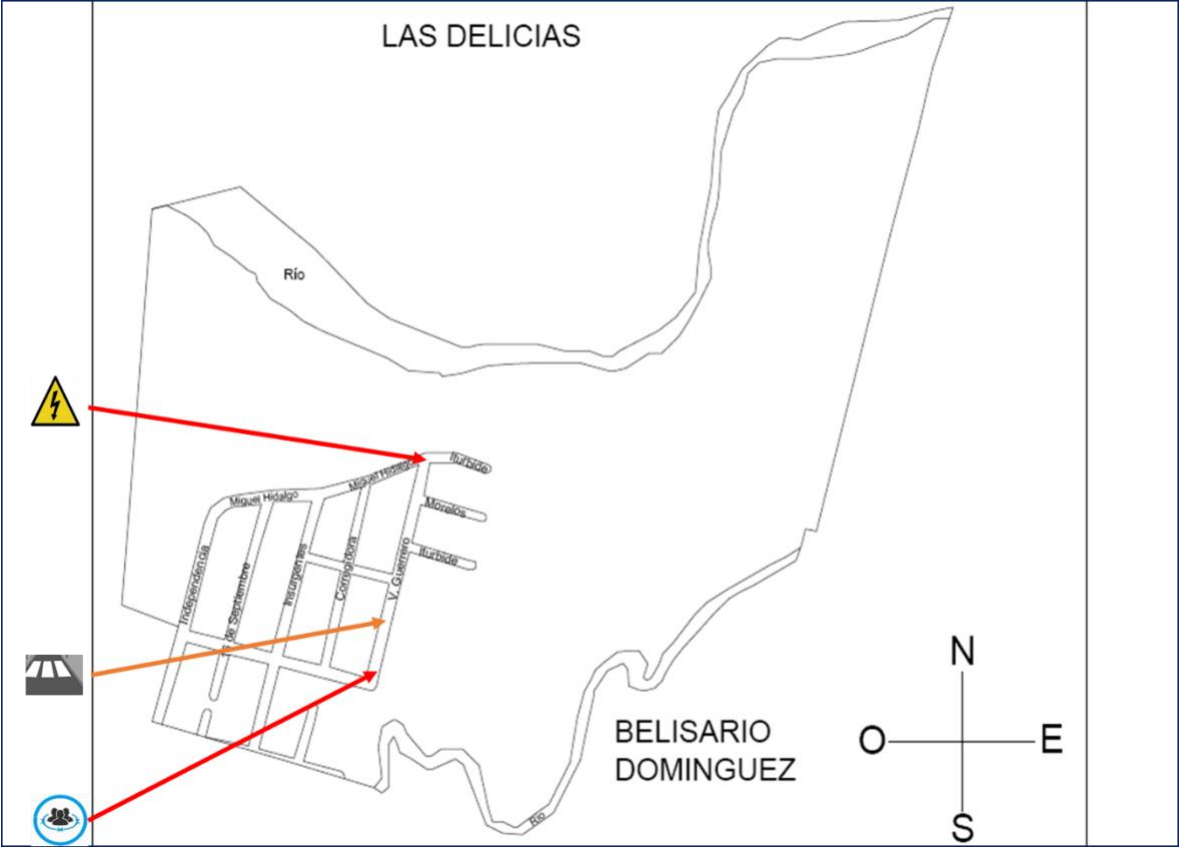 LAS DELICIAS
Río
Iturbide
Miguel Hidalgo
Miguel Hidalgo
Morelos
Iturbide
V. Guerrero
Corregidora
Insurgentes
Independencia
de Septiembre
N
O
E
S
BELISARIO
DOMINGUEZ
Río